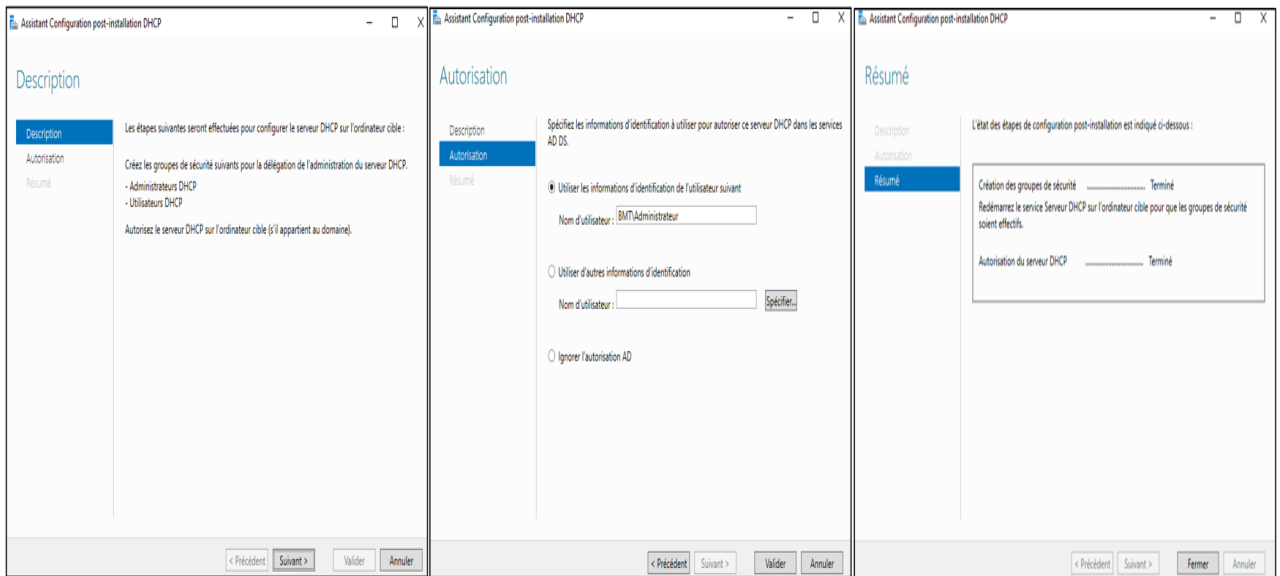 Assistant Configuration post-installation DHCP
Description
Description
Autorisation
Résumé
Les étapes suivantes seront effectuées pour configurer le serveur DHCP sur l'ordinateur cible :
Créez les groupes de sécurité suivants pour la délégation de l'administration du serveur DHCP.
- Administrateurs DHCP
- Utilisateurs DHCP
Autorisez le serveur DHCP sur l'ordinateur cible (s'il appartient au domaine).
< Précédent Suivant > Valider Annuler
Assistant Configuration post-installation DHCP
Autorisation
Description
Autorisation
Résumé
Spécifiez les informations d'identification à utiliser pour autoriser ce serveur DHCP dans les services
AD DS.
Utiliser les informations d'identification de l'utilisateur suivant
Nom d'utilisateur : BMT\Administrateur
Utiliser d'autres informations d'identification
Nom d'utilisateur : Spécifier...
Ignorer l'autorisation AD
< Précédent Suivant > Valider Annuler
Assistant Configuration post-installation DHCP
Résumé
Description
Autorisation
Résumé
L'état des étapes de configuration post-installation est indiqué ci-dessous :
Création des groupes de sécurité .............................. Terminé
Redémarrez le service Serveur DHCP sur l'ordinateur cible pour que les groupes de sécurité
soient effectifs.
Autorisation du serveur DHCP .............................. Terminé
< Précédent Suivant > Fermer Annuler